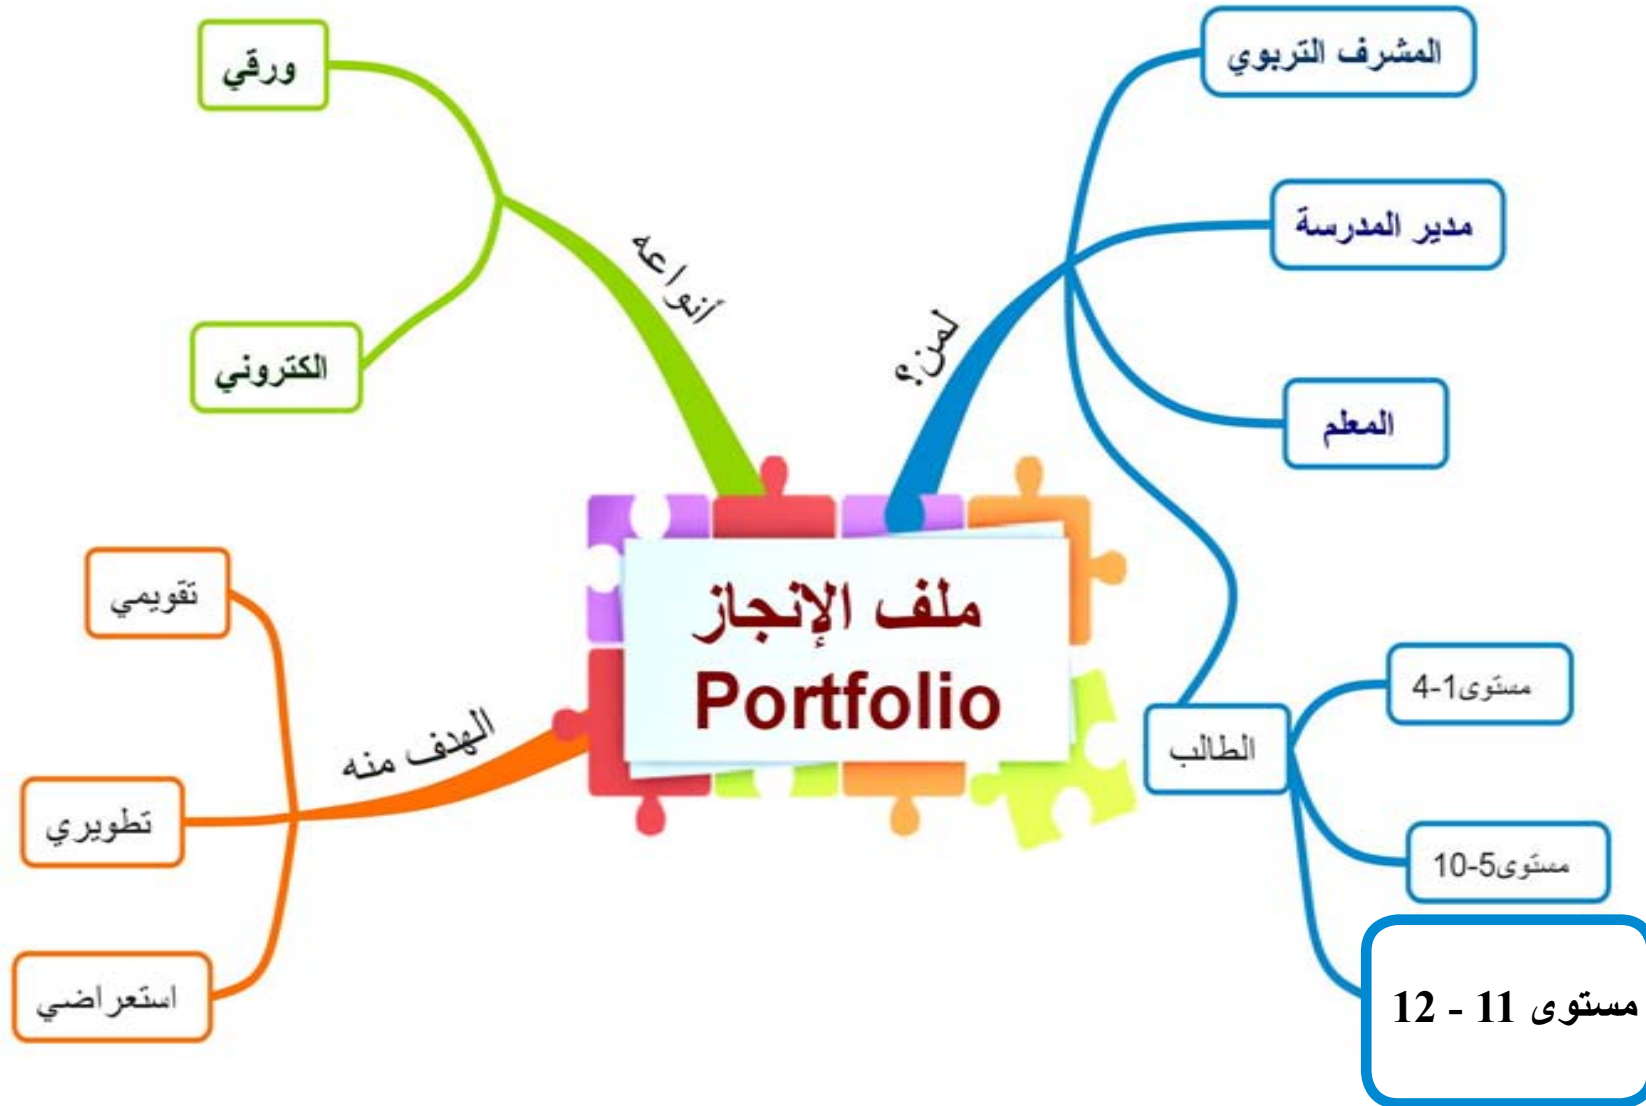 ملف الإنجاز
Portfolio
لمن؟
المشرف التربوي
مدير المدرسة
المعلم
الطالب
مستوى1-4
مستوى5-10
مستوى 11 - 12
أنواعه
ورقي
الكتروني
الهدف منه
تقويمي
تطويري
استعراضي